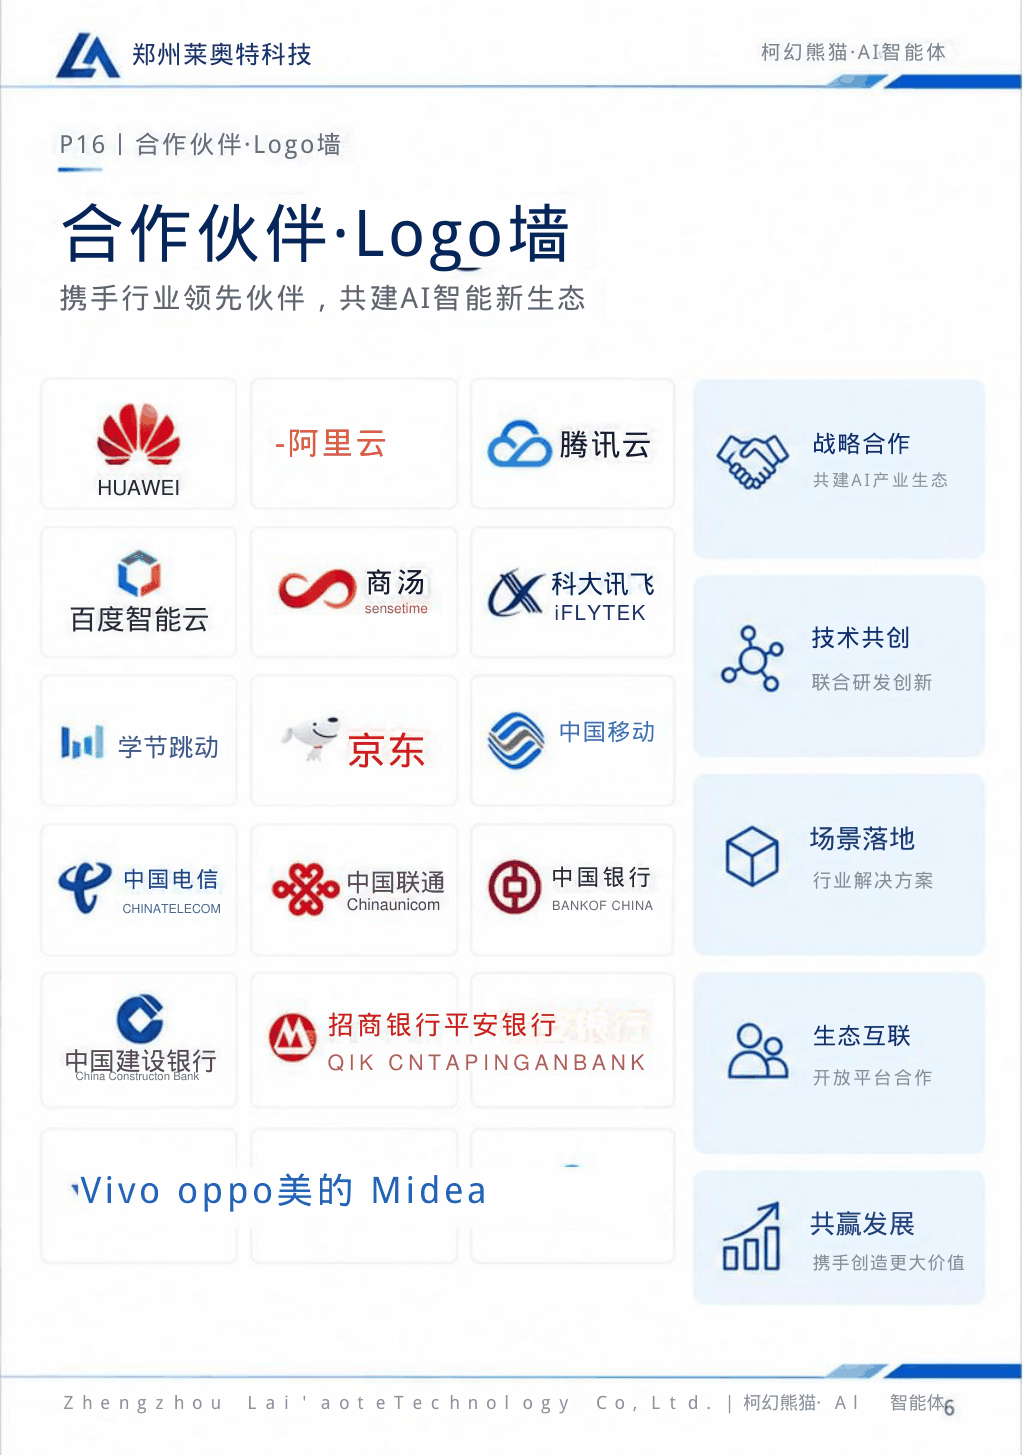 郑州莱奥特科技
柯幻熊猫·AI智能体
P16 | 合作伙伴·Logo墙
合作伙伴·Logo墙
携手行业领先伙伴，共建AI智能新生态
HUAWEI
-阿里云
腾讯云
战略合作
共建AI产业生态
百度智能云
商汤
sensetime
科大讯飞
iFLYTEK
技术共创
联合研发创新
学节跳动
京东
中国移动
场景落地
行业解决方案
中国电信
CHINATELECOM
中国联通
Chinaunicom
中国银行
BANKOF CHINA
中国建设银行
China Constructon Bank
招商银行平安银行
QIK CNTAPINGANBANK
生态互联
开放平台合作
Vivo oppo美的 Midea
共赢发展
携手创造更大价值
Zhengzhou Lai'aoteTechnology Co,Ltd. | 柯幻熊猫· Al 智能体6